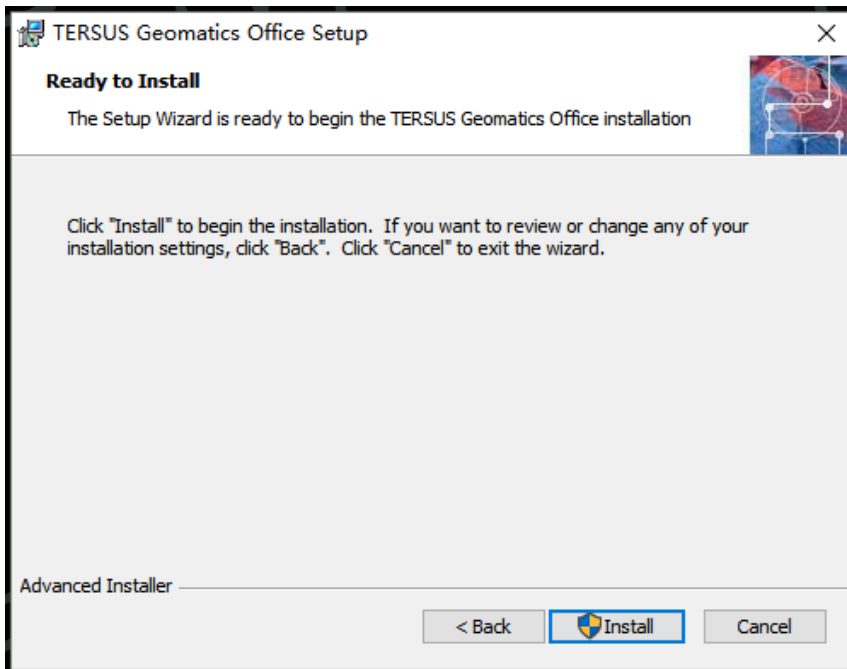 TERSUS Geomatics Office Setup
Ready to Install
The Setup Wizard is ready to begin the TERSUS Geomatics Office installation
Click "Install" to begin the installation.  If you want to review or change any of your
installation settings, click "Back".  Click "Cancel" to exit the wizard.
Advanced Installer
< Back
Install
Cancel